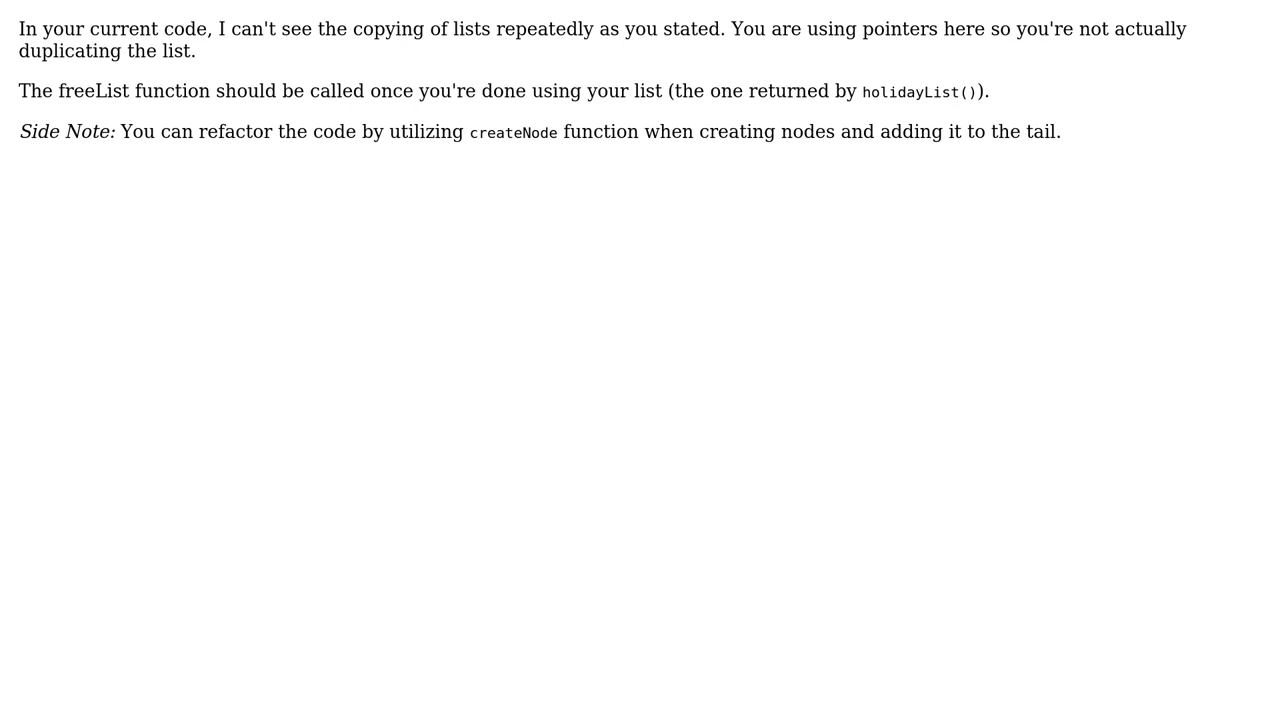 In your current code, I can't see the copying of lists repeatedly as you stated. You are using pointers here so you're not actually
duplicating the list.
The freeList function should be called once you're done using your list (the one returned by holidayList()).
Side Note: You can refactor the code by utilizing createNode function when creating nodes and adding it to the tail.